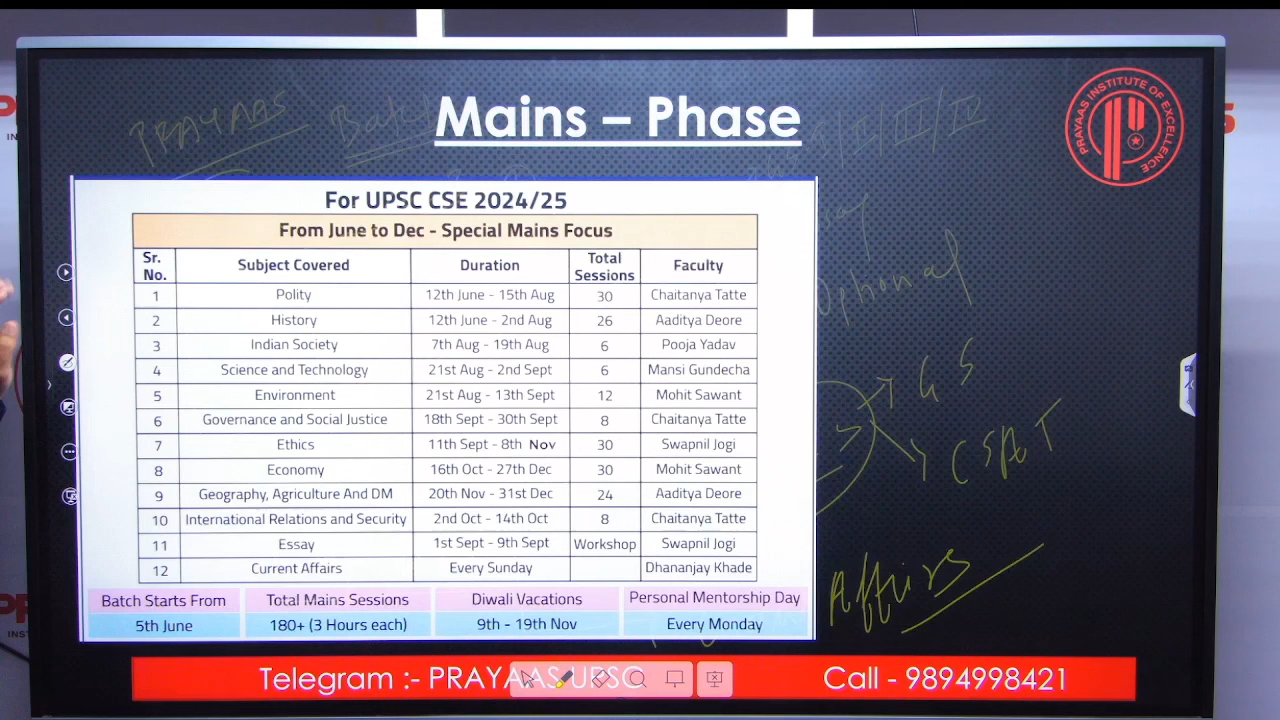 Mains – Phase
PRAYAAS INSTITUTE OF EXCELLENCE
PRAYAAS
For UPSC CSE 2024/25
From June to Dec - Special Mains Focus
Sr. No. Subject Covered Duration Total Sessions Faculty
1 Polity 12th June - 15th Aug 30 Chaitanya Tatte
2 History 12th June - 2nd Aug 26 Aaditya Deore
3 Indian Society 7th Aug - 19th Aug 6 Pooja Yadav
4 Science and Technology 21st Aug - 2nd Sept 6 Mansi Gundecha
5 Environment 21st Aug - 13th Sept 12 Mohit Sawant
6 Governance and Social Justice 18th Sept - 30th Sept 8 Chaitanya Tatte
7 Ethics 11th Sept - 8th Nov 30 Swapnil Jogi
8 Economy 16th Oct - 27th Dec 30 Mohit Sawant
9 Geography, Agriculture And DM 20th Nov - 31st Dec 24 Aaditya Deore
10 International Relations and Security 2nd Oct - 14th Oct 8 Chaitanya Tatte
11 Essay 1st Sept - 9th Sept Workshop Swapnil Jogi
12 Current Affairs Every Sunday Dhananjay Khade
Batch Starts From Total Mains Sessions Diwali Vacations Personal Mentorship Day
5th June 180+ (3 Hours each) 9th - 19th Nov Every Monday
Optional
GS
CSAT
Affairs
Telegram :- PRAYAAS UPSC Call - 9894998421